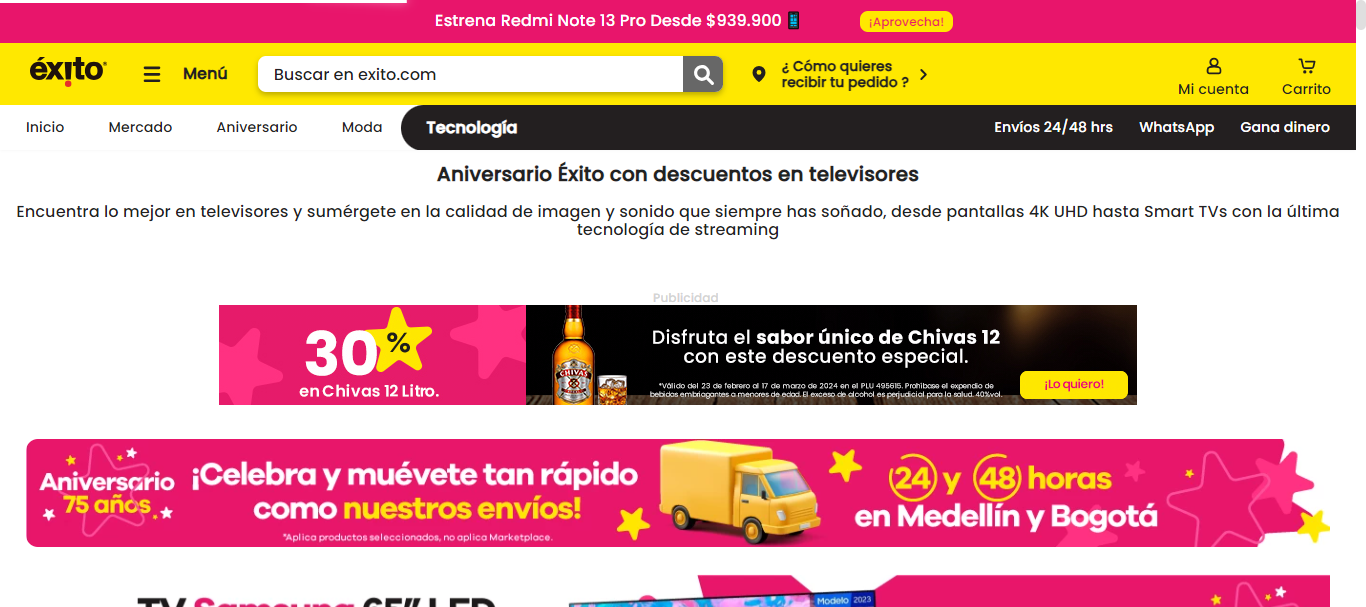 Estrena Redmi Note 13 Pro Desde $939.900
¡Aprovecha!
éxito
Menú
Buscar en exito.com
¿ Cómo quieres
recibir tu pedido ?
Mi cuenta
Carrito
Inicio
Mercado
Aniversario
Moda
Tecnología
Envíos 24/48 hrs
WhatsApp
Gana dinero
Aniversario Éxito con descuentos en televisores
Encuentra lo mejor en televisores y sumérgete en la calidad de imagen y sonido que siempre has soñado, desde pantallas 4K UHD hasta Smart TVs con la última
tecnología de streaming
Publicidad
30%
en Chivas 12 Litro.
CHIVAS
Disfruta el sabor único de Chivas 12
con este descuento especial.
*Válido del 23 de febrero al 17 de marzo de 2024 en el PLU 495615. Prohíbase el expendio de
bebidas embriagantes a menores de edad. El exceso de alcohol es perjudicial para la salud. 40%vol.
¡Lo quiero!
Aniversario
75 años.
¡Celebra y muévete tan rápido
como nuestros envíos!
*Aplica productos seleccionados, no aplica Marketplace.
24 y 48 horas
en Medellín y Bogotá
TV Samsung 65" LED
Modelo 2023